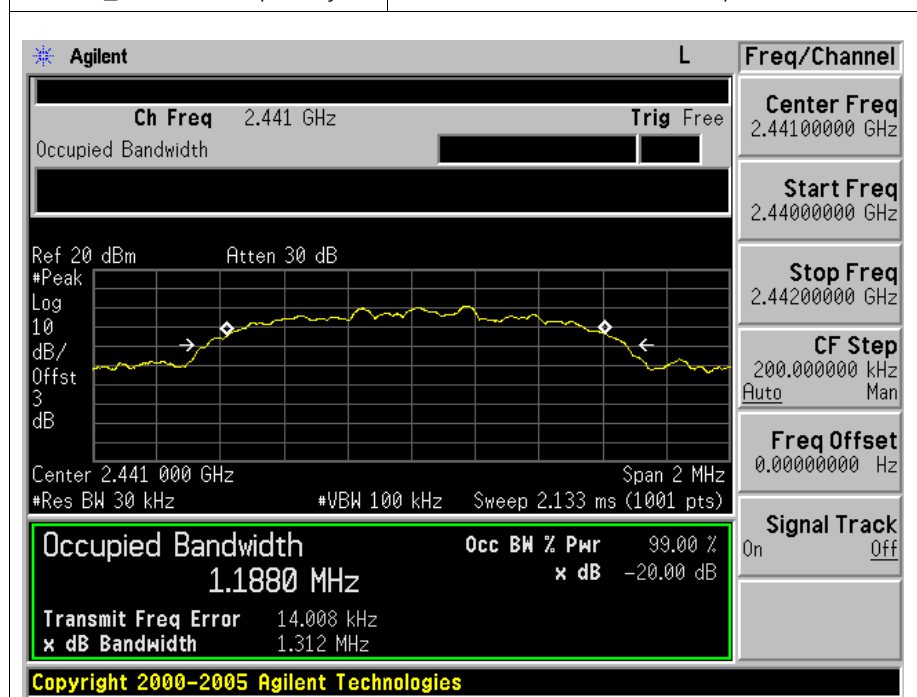 Agilent L Freq/Channel
Ch Freq 2.441 GHz Trig Free
Occupied Bandwidth
Center Freq
2.44100000 GHz
Start Freq
2.44000000 GHz
Stop Freq
2.44200000 GHz
CF Step
200.000000 kHz
Auto Man
Freq Offset
0.00000000 Hz
Signal Track
On Off
Ref 20 dBm Atten 30 dB
#Peak
Log
10
dB/
Offst
3
dB
Center 2.441 000 GHz Span 2 MHz
#Res BW 30 kHz #VBW 100 kHz Sweep 2.133 ms (1001 pts)
Occupied Bandwidth
1.1880 MHz
Occ BW % Pwr 99.00 %
x dB -20.00 dB
Transmit Freq Error 14.008 kHz
x dB Bandwidth 1.312 MHz
Copyright 2000-2005 Agilent Technologies